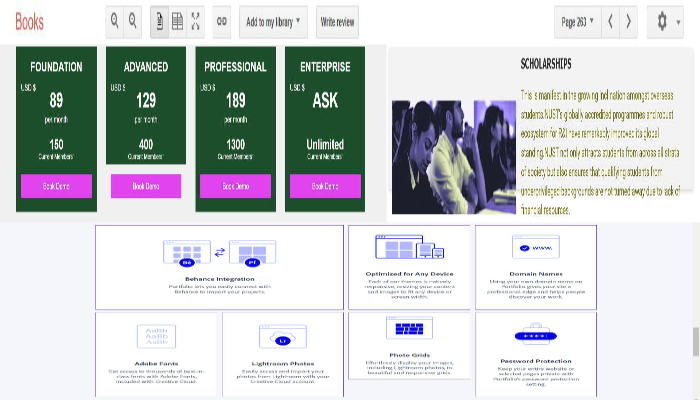 Books
Add to my library
Write review
Page 263
FOUNDATION
USD $
89
per month
150
Current Members*
Book Demo
ADVANCED
USD $
129
per month
400
Current Members*
Book Demo
PROFESSIONAL
USD $
189
per month
1300
Current Members*
Book Demo
ENTERPRISE
ASK
Unlimited
Current Members*
Book Demo
SCHOLARSHIPS
This is manifest in the growing inclination amongst overseas
students.NUST's globally accredited programmes and robust
ecosystem for R&I have remarkably improved its global
standing.NUST not only attracts students from across all strata
of society but also ensures that qualifying students from
underprivileged backgrounds are not turned away due to lack of
financial resources.
Bē
Pf
Behance Integration
Portfolio lets you easily connect with
Behance to import your projects.
Optimized for Any Device
Each of our themes is natively
responsive, resizing your content
and images to fit any device or
screen width.
www.
Domain Names
Using your own domain name on
Portfolio gives your site a
professional edge and helps people
discover your work.
AaBb
AaBb
AaBb
Adobe Fonts
Get access to thousands of built-in-
class fonts with Adobe Fonts,
included with Creative Cloud.
Lr
Lightroom Photos
Easily access and import your
photos from Lightroom with your
Creative Cloud account.
Photo Grids
Effortlessly display your images,
including Lightroom photos, in
beautiful and responsive grids.
Password Protection
Keep your entire website or
selected pages private with
Portfolio's password protection
setting.